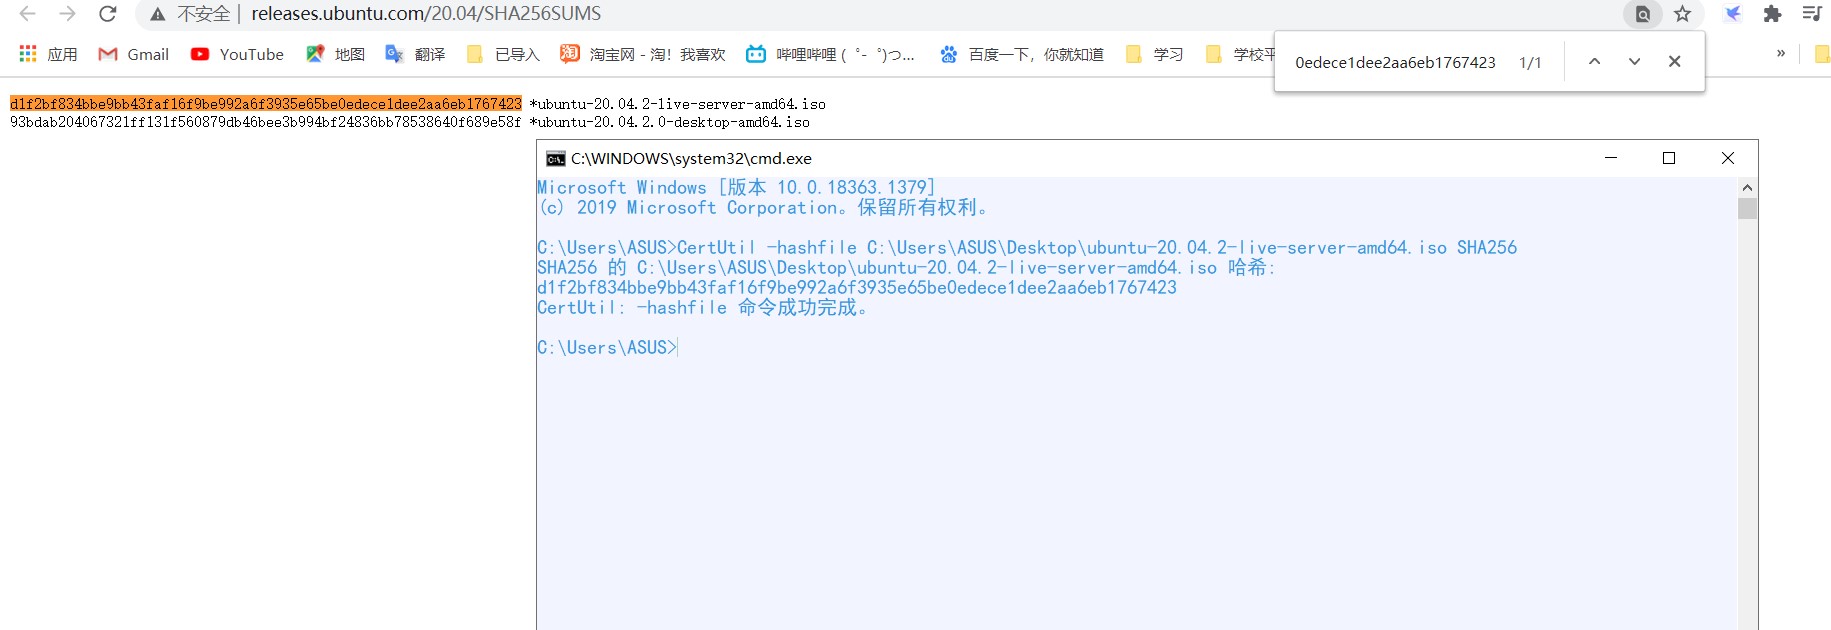 不安全 | releases.ubuntu.com/20.04/SHA256SUMS
应用 Gmail YouTube 地图 翻译 已导入 淘 淘宝网 - 淘！我喜欢 哔哩哔哩 ( ゜- ゜)つ... 百度一下，你就知道 学习 学校平 »
0edece1dee2aa6eb1767423 1/1
d1f2bf834bbe9bb43faf16f9be992a6f3935e65be0edece1dee2aa6eb1767423 *ubuntu-20.04.2-live-server-amd64.iso
93bdab204067321ff131f560879db46bee3b994bf24836bb78538640f689e58f *ubuntu-20.04.2.0-desktop-amd64.iso
C:\WINDOWS\system32\cmd.exe
Microsoft Windows [版本 10.0.18363.1379]
(c) 2019 Microsoft Corporation。保留所有权利。
C:\Users\ASUS>CertUtil -hashfile C:\Users\ASUS\Desktop\ubuntu-20.04.2-live-server-amd64.iso SHA256
SHA256 的 C:\Users\ASUS\Desktop\ubuntu-20.04.2-live-server-amd64.iso 哈希:
d1f2bf834bbe9bb43faf16f9be992a6f3935e65be0edece1dee2aa6eb1767423
CertUtil: -hashfile 命令成功完成。
C:\Users\ASUS>